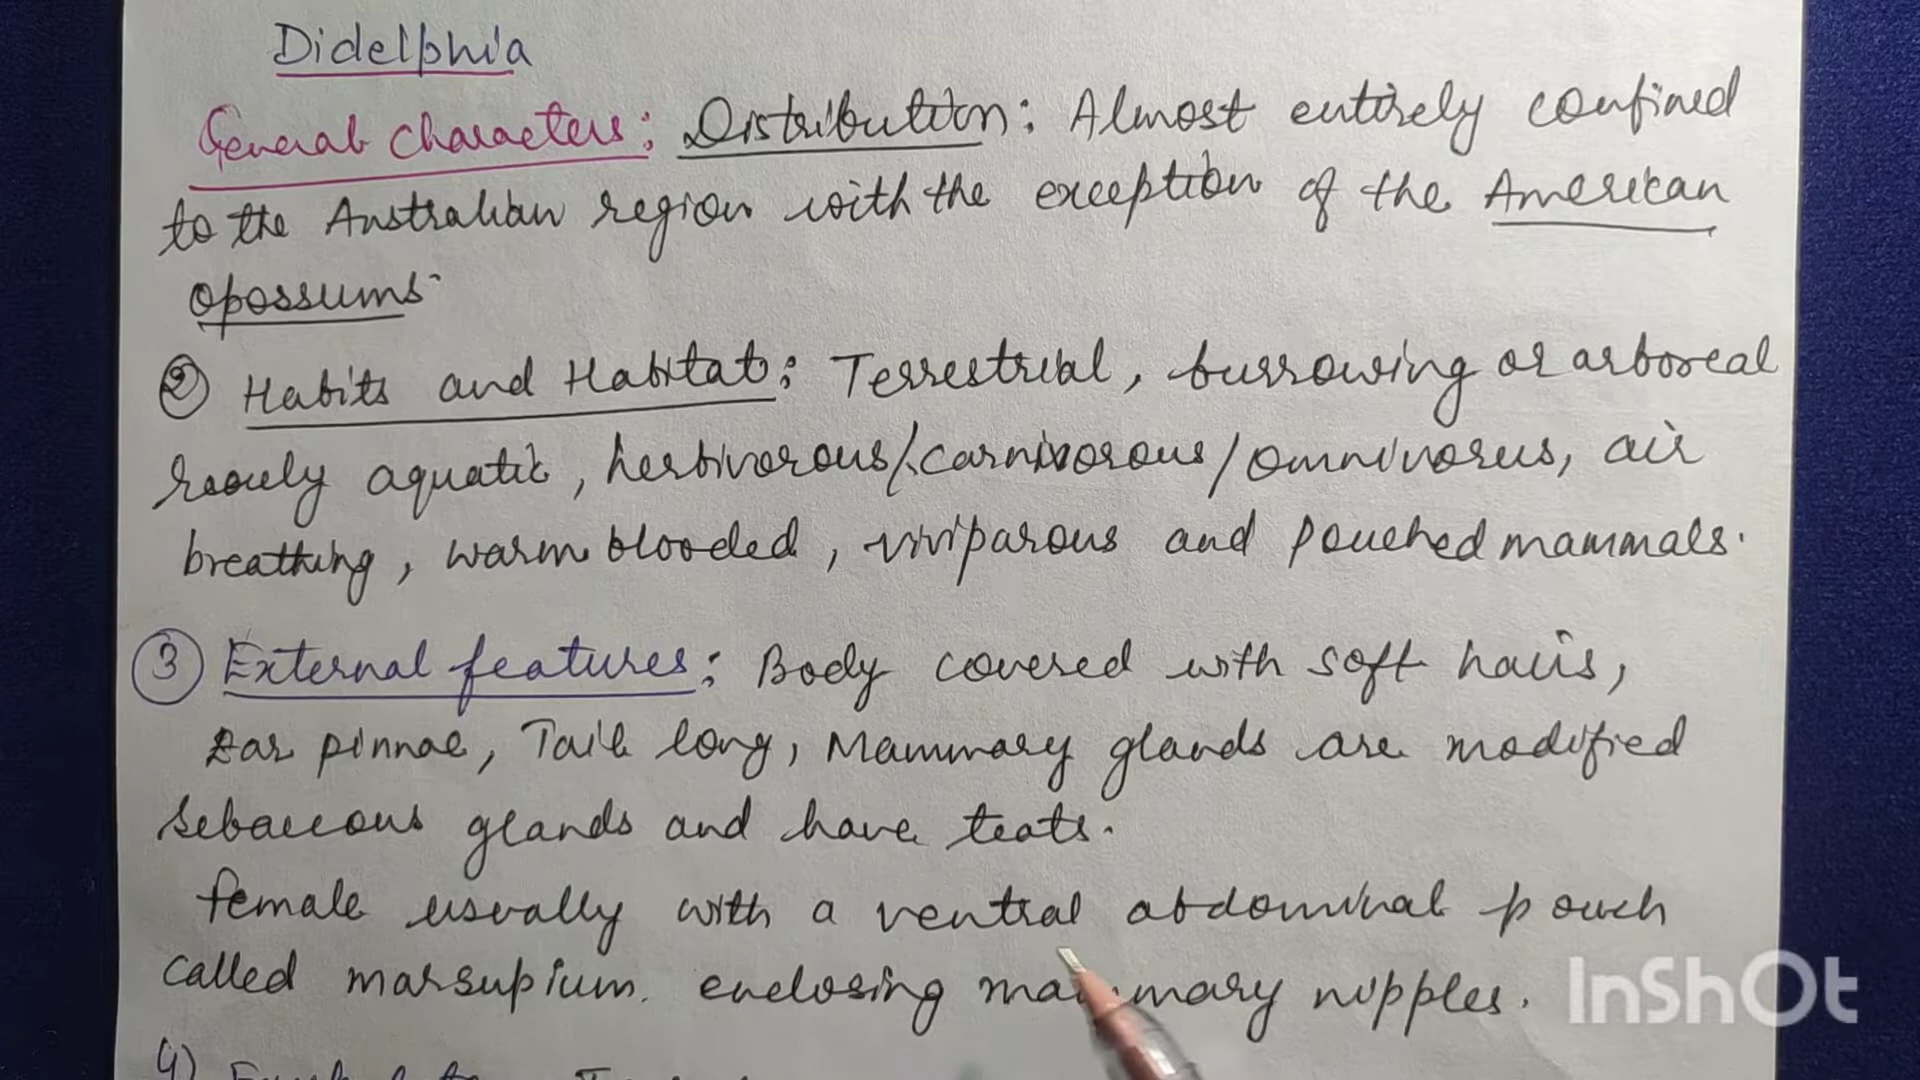 Didelphia
General characters: Distribution: Almost entirely confined
to the Australian region with the exception of the American
opossums.
② Habits and Habitat: Terrestrial, burrowing or arboreal
rarely aquatic, herbivorous/carnivorous/omnivorus, air
breathing, warm blooded, viviparous and pouched mammals.
③ External features: Body covered with soft hairs,
Ear pinnae, Tail long, Mammary glands are modified
sebaceous glands and have teats.
female usually with a ventral abdominal pouch
called marsupium. enclosing mammary nipples.
InShOt
4)